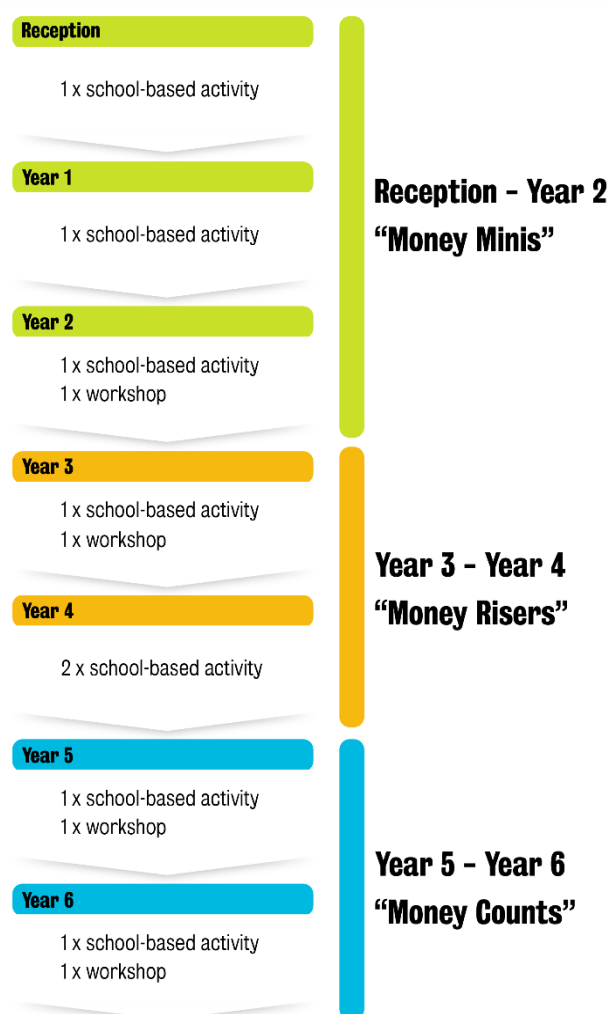 Reception
1 x school-based activity
Year 1
1 x school-based activity
Year 2
1 x school-based activity
1 x workshop
Reception – Year 2
“Money Minis”
Year 3
1 x school-based activity
1 x workshop
Year 4
2 x school-based activity
Year 3 – Year 4
“Money Risers”
Year 5
1 x school-based activity
1 x workshop
Year 6
1 x school-based activity
1 x workshop
Year 5 – Year 6
“Money Counts”